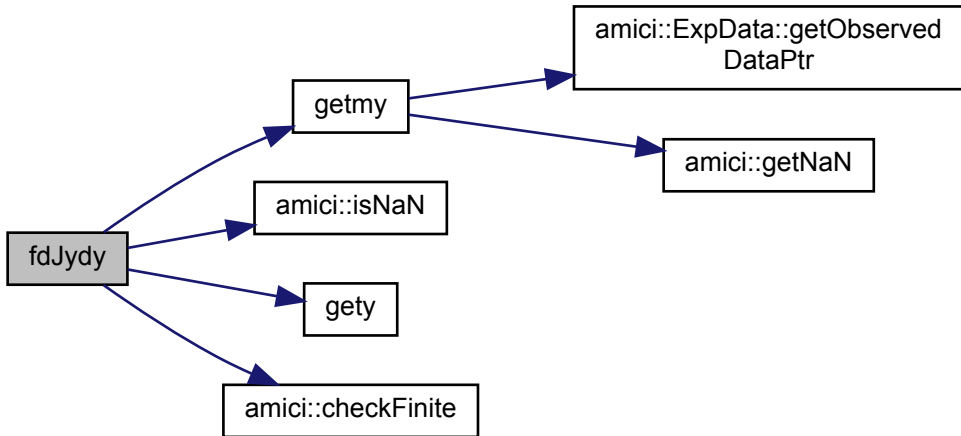 amici::ExpData::getObserved
DataPtr
getmy
amici::getNaN
amici::isNaN
fdJydy
gety
amici::checkFinite